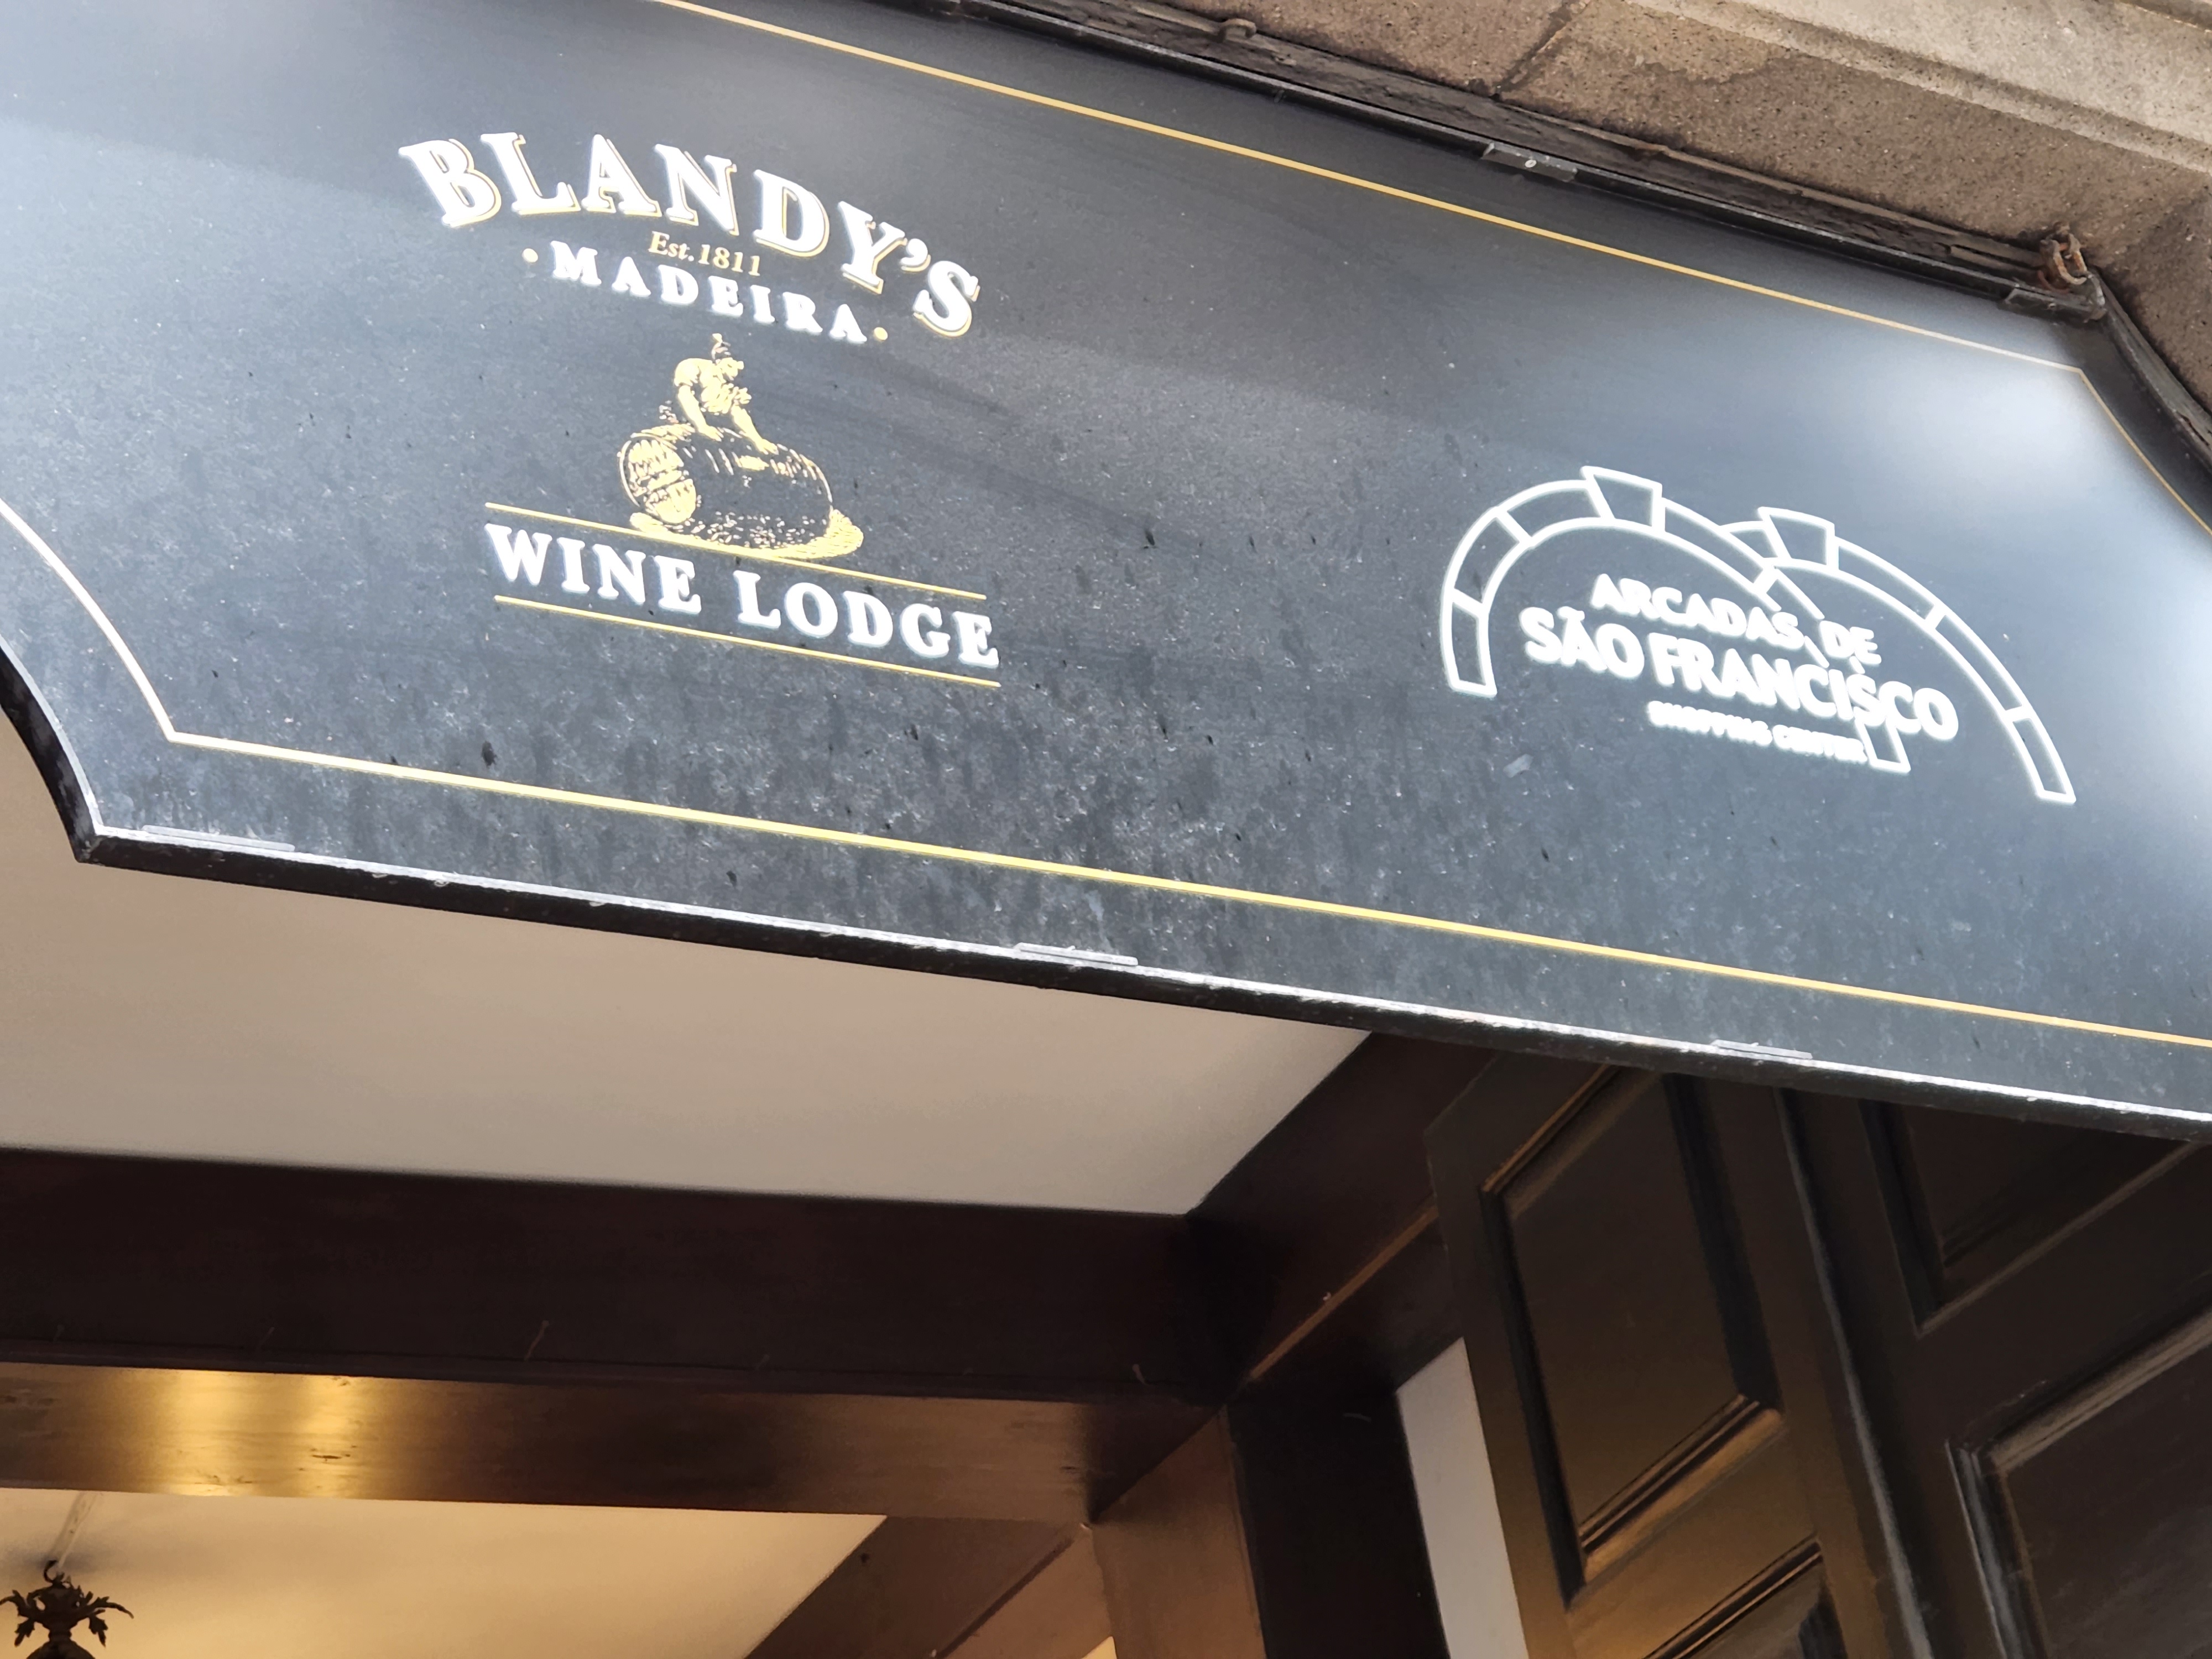 BLANDY'S
Est.1811
·MADEIRA·
WINE LODGE
ARCADAS DE
SÃO FRANCISCO
SHOPPING CENTER